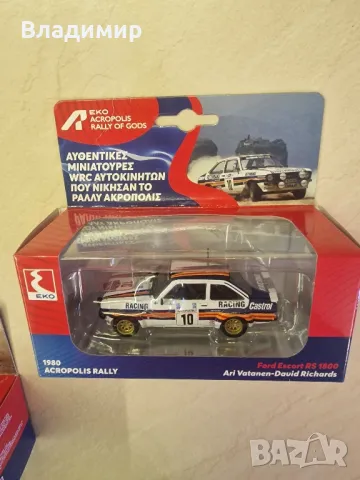 Владимир
EKO
ACROPOLIS
RALLY OF GODS
ΑΥΘΕΝΤΙΚΕΣ
ΜΙΝΙΑΤΟΥΡΕΣ
WRC ΑΥΤΟΚΙΝΗΤΩΝ
ΠΟΥ ΝΙΚΗΣΑΝ ΤΟ
ΡΑΛΛΥ ΑΚΡΟΠΟΛΙΣ
RACING
Castrol
10
RACING
EKO
1980
ACROPOLIS RALLY
Ford Escort RS 1800
Ari Vatanen-David Richards
BAZAR